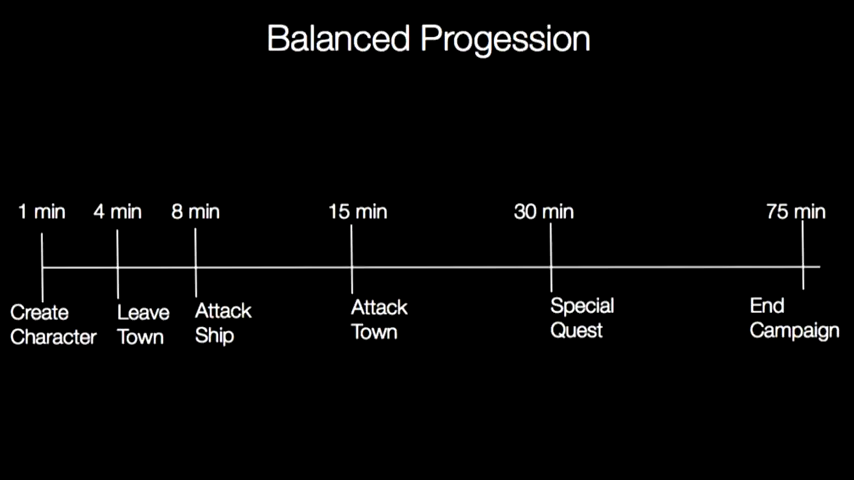 Balanced Progession
1 min 4 min 8 min 15 min 30 min 75 min
Create Character
Leave Town
Attack Ship
Attack Town
Special Quest
End Campaign